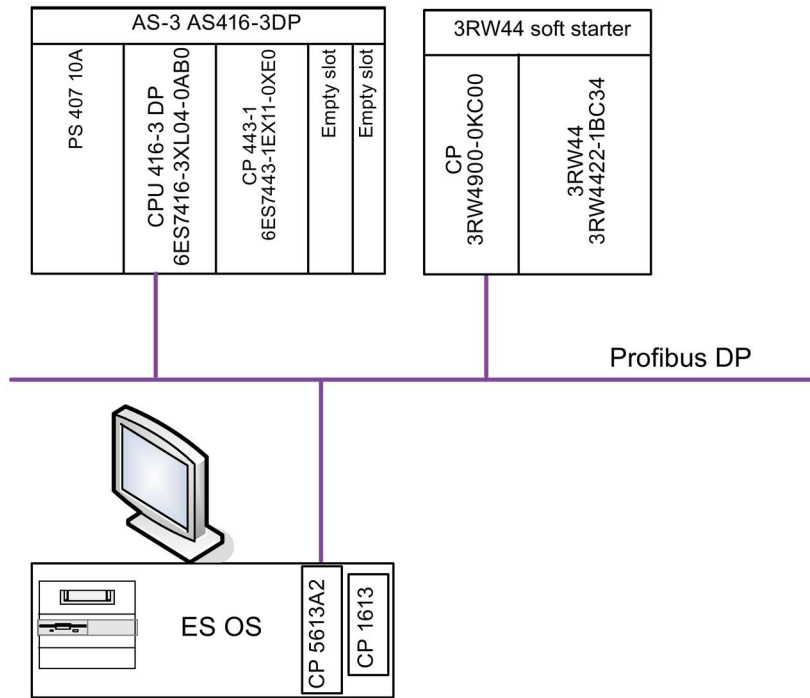 AS-3 AS416-3DP
PS 407 10A
CPU 416-3 DP
6ES7416-3XL04-0AB0
CP 443-1
6ES7443-1EX11-0XE0
Empty slot
Empty slot
3RW44 soft starter
CP
3RW4900-0KC00
3RW44
3RW4422-1BC34
Profibus DP
ES OS
CP 5613A2
CP 1613